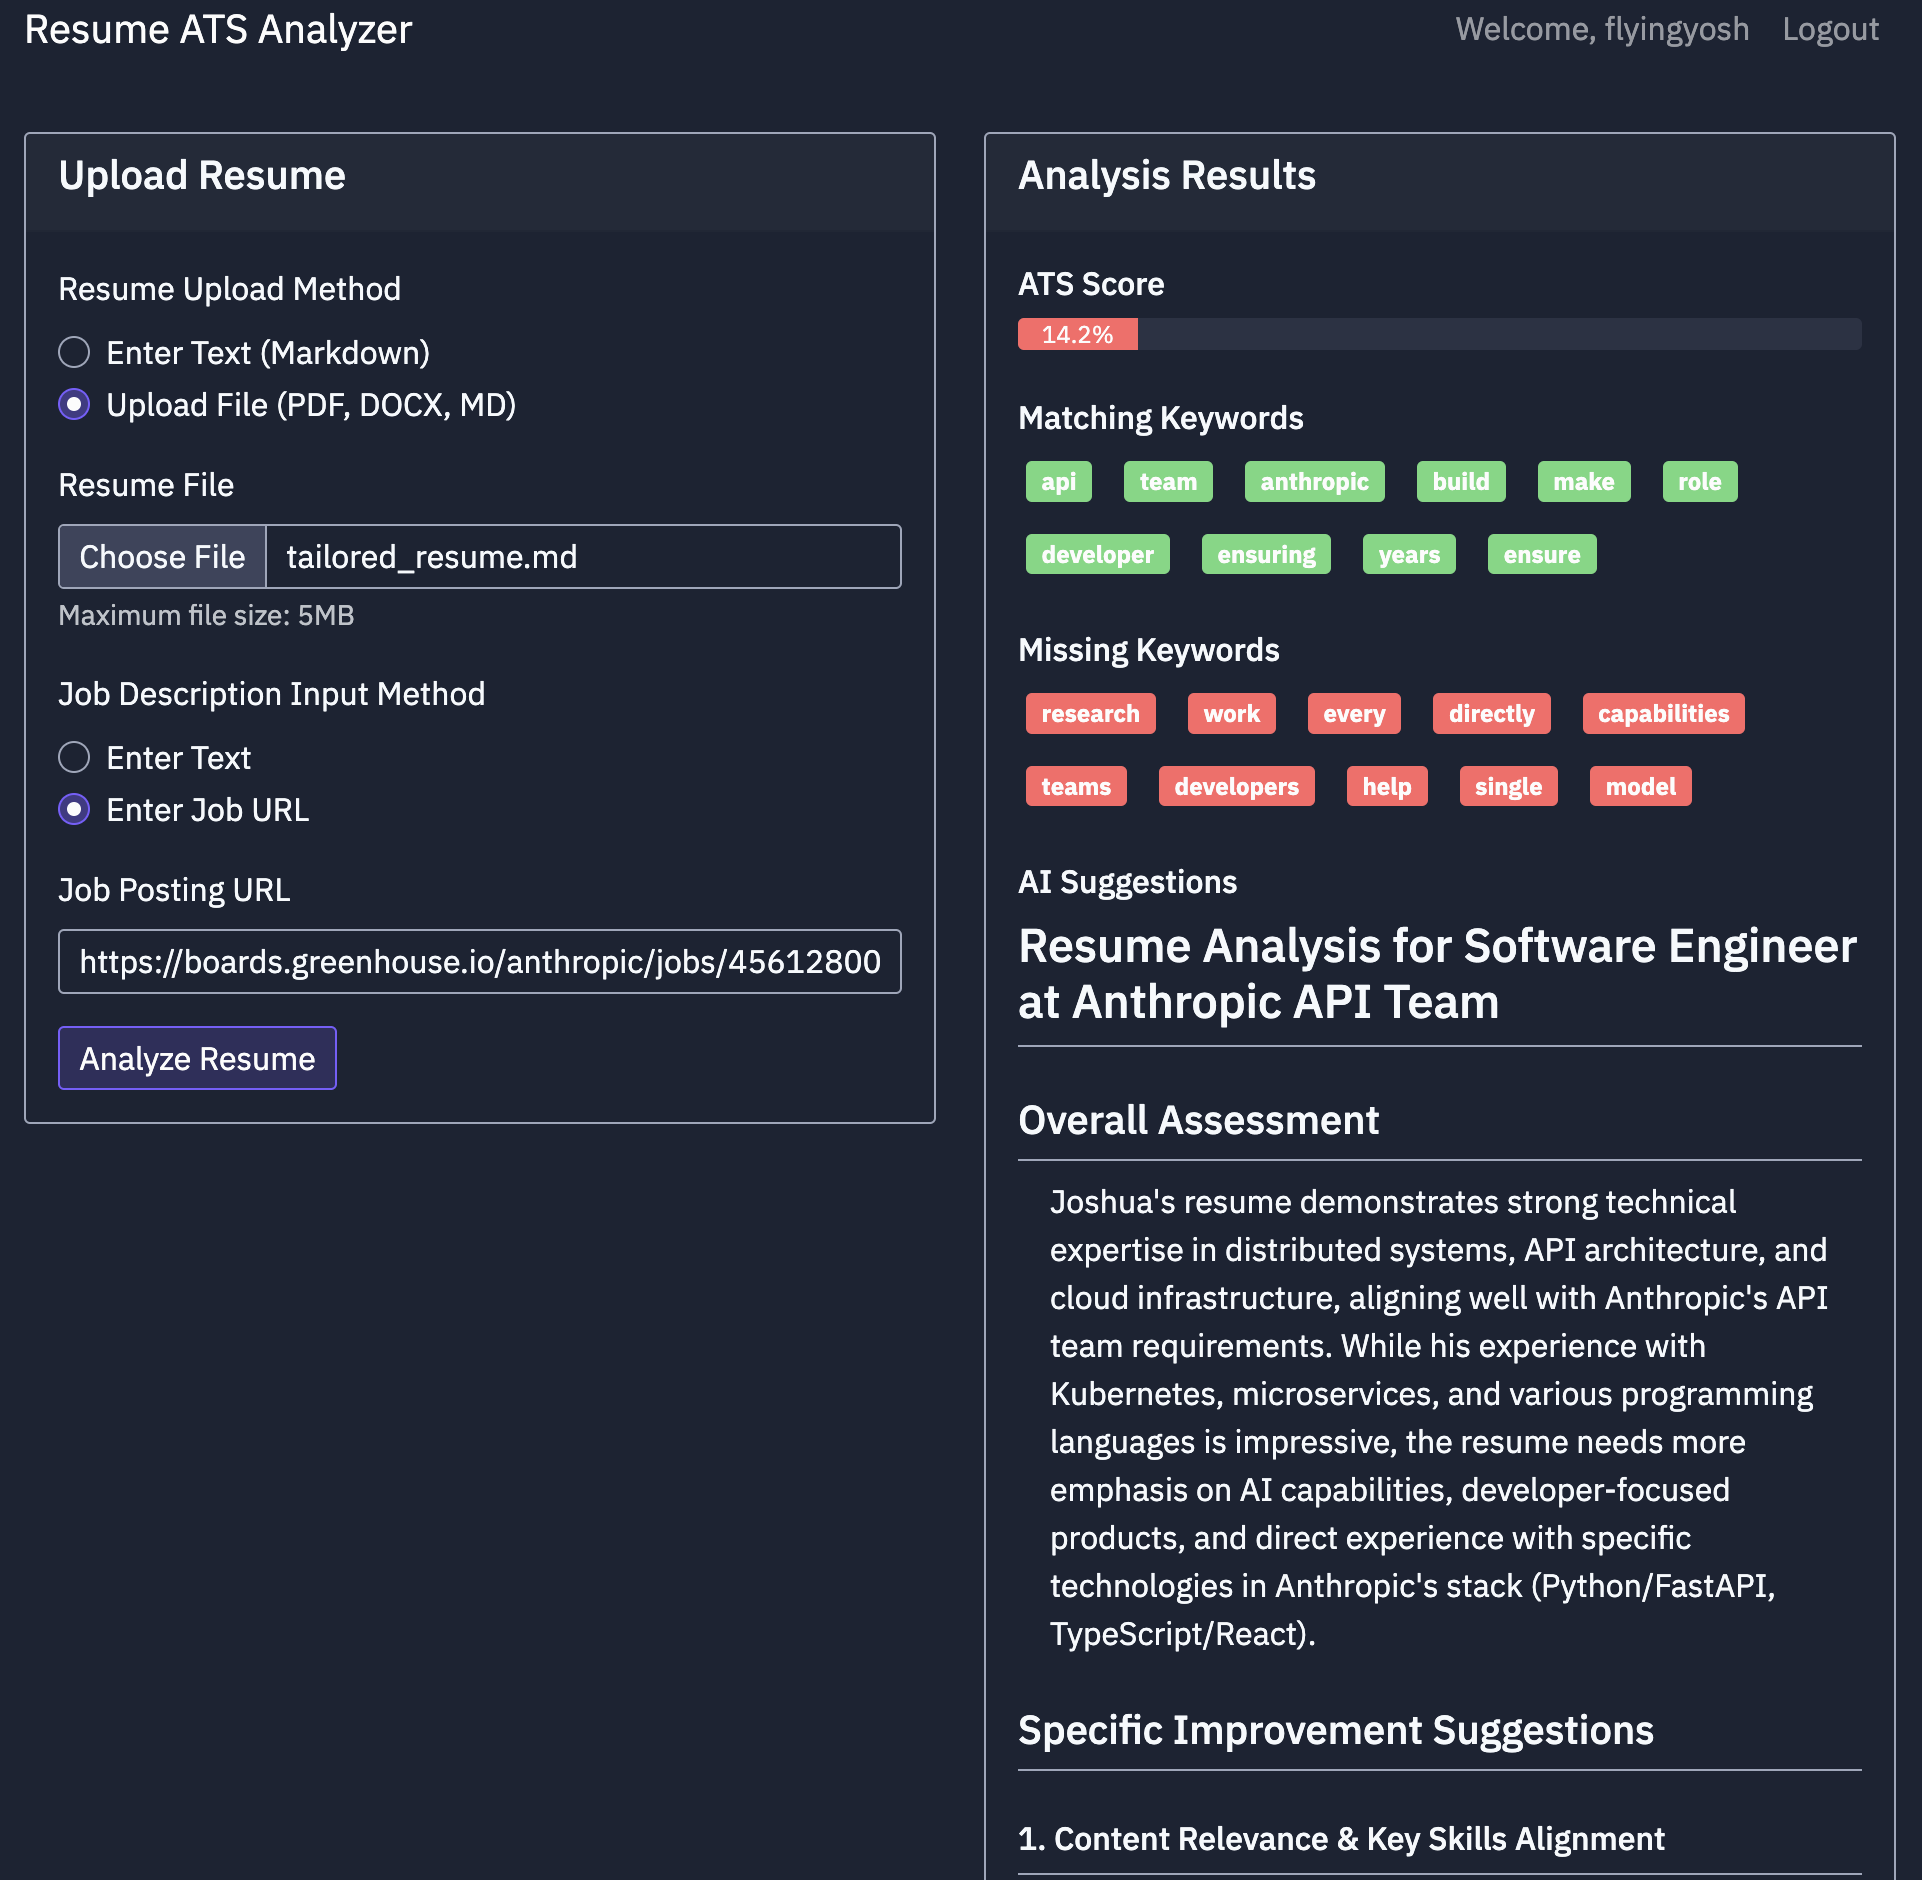 Resume ATS Analyzer
Welcome, flyingyosh Logout
Upload Resume
Resume Upload Method
Enter Text (Markdown)
Upload File (PDF, DOCX, MD)
Resume File
Choose File tailored_resume.md
Maximum file size: 5MB
Job Description Input Method
Enter Text
Enter Job URL
Job Posting URL
https://boards.greenhouse.io/anthropic/jobs/45612800
Analyze Resume
Analysis Results
ATS Score
14.2%
Matching Keywords
api team anthropic build make role
developer ensuring years ensure
Missing Keywords
research work every directly capabilities
teams developers help single model
AI Suggestions
Resume Analysis for Software Engineer
at Anthropic API Team
Overall Assessment
Joshua's resume demonstrates strong technical
expertise in distributed systems, API architecture, and
cloud infrastructure, aligning well with Anthropic's API
team requirements. While his experience with
Kubernetes, microservices, and various programming
languages is impressive, the resume needs more
emphasis on AI capabilities, developer-focused
products, and direct experience with specific
technologies in Anthropic's stack (Python/FastAPI,
TypeScript/React).
Specific Improvement Suggestions
1. Content Relevance & Key Skills Alignment